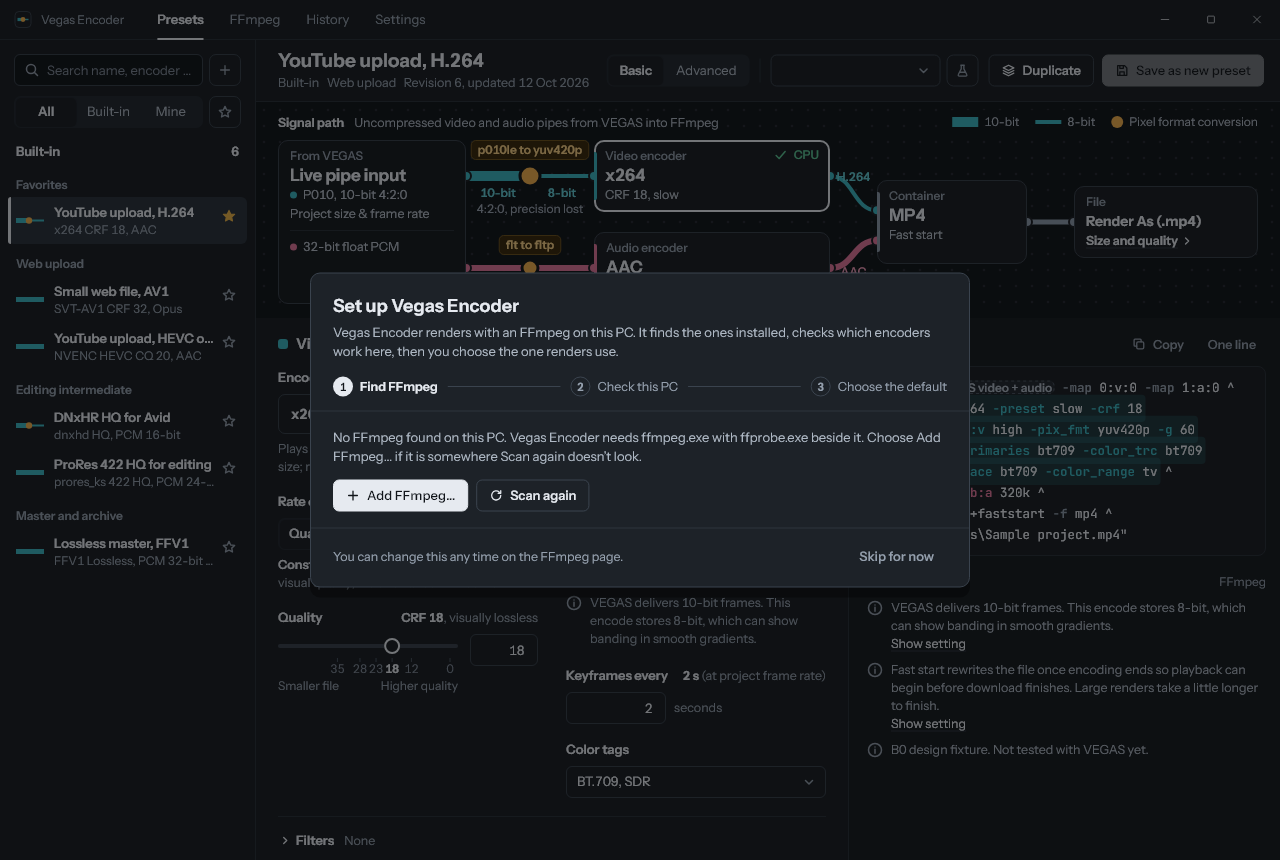 Vegas Encoder
Presets
FFmpeg
History
Settings
Search name, encoder ...
All
Built-in
Mine
Built-in
6
Favorites
YouTube upload, H.264
x264 CRF 18, AAC
Web upload
Small web file, AV1
SVT-AV1 CRF 32, Opus
YouTube upload, HEVC o...
NVENC HEVC CQ 20, AAC
Editing intermediate
DNxHR HQ for Avid
dnxhd HQ, PCM 16-bit
ProRes 422 HQ for editing
prores_ks 422 HQ, PCM 24-...
Master and archive
Lossless master, FFV1
FFV1 Lossless, PCM 32-bit ...
YouTube upload, H.264
Built-in Web upload Revision 6, updated 12 Oct 2026
Basic
Advanced
Duplicate
Save as new preset
Signal path Uncompressed video and audio pipes from VEGAS into FFmpeg
10-bit
8-bit
Pixel format conversion
From VEGAS
Live pipe input
P010, 10-bit 4:2:0
Project size & frame rate
32-bit float PCM
p010le to yuv420p
10-bit
8-bit
4:2:0, precision lost
flt to fltp
Video encoder
CPU
x264
CRF 18, slow
Audio encoder
AAC
H.264
AAC
Container
MP4
Fast start
File
Render As (.mp4)
Size and quality
Set up Vegas Encoder
Vegas Encoder renders with an FFmpeg on this PC. It finds the ones installed, checks which encoders
work here, then you choose the one renders use.
1 Find FFmpeg
2 Check this PC
3 Choose the default
No FFmpeg found on this PC. Vegas Encoder needs ffmpeg.exe with ffprobe.exe beside it. Choose Add
FFmpeg... if it is somewhere Scan again doesn't look.
Add FFmpeg...
Scan again
You can change this any time on the FFmpeg page.
Skip for now
Copy
One line
S video + audio -map 0:v:0 -map 1:a:0 ^
64 -preset slow -crf 18
:v high -pix_fmt yuv420p -g 60
rimaries bt709 -color_trc bt709
ace bt709 -color_range tv ^
b:a 320k ^
+faststart -f mp4 ^
s\Sample project.mp4"
Quality
CRF 18, visually lossless
18
35 28 23 18 12 0
Smaller file
Higher quality
VEGAS delivers 10-bit frames. This
encode stores 8-bit, which can show
banding in smooth gradients.
Keyframes every
2 s (at project frame rate)
2
seconds
Color tags
BT.709, SDR
Filters None
FFmpeg
VEGAS delivers 10-bit frames. This encode stores 8-bit, which
can show banding in smooth gradients.
Show setting
Fast start rewrites the file once encoding ends so playback can
begin before download finishes. Large renders take a little longer
to finish.
Show setting
B0 design fixture. Not tested with VEGAS yet.